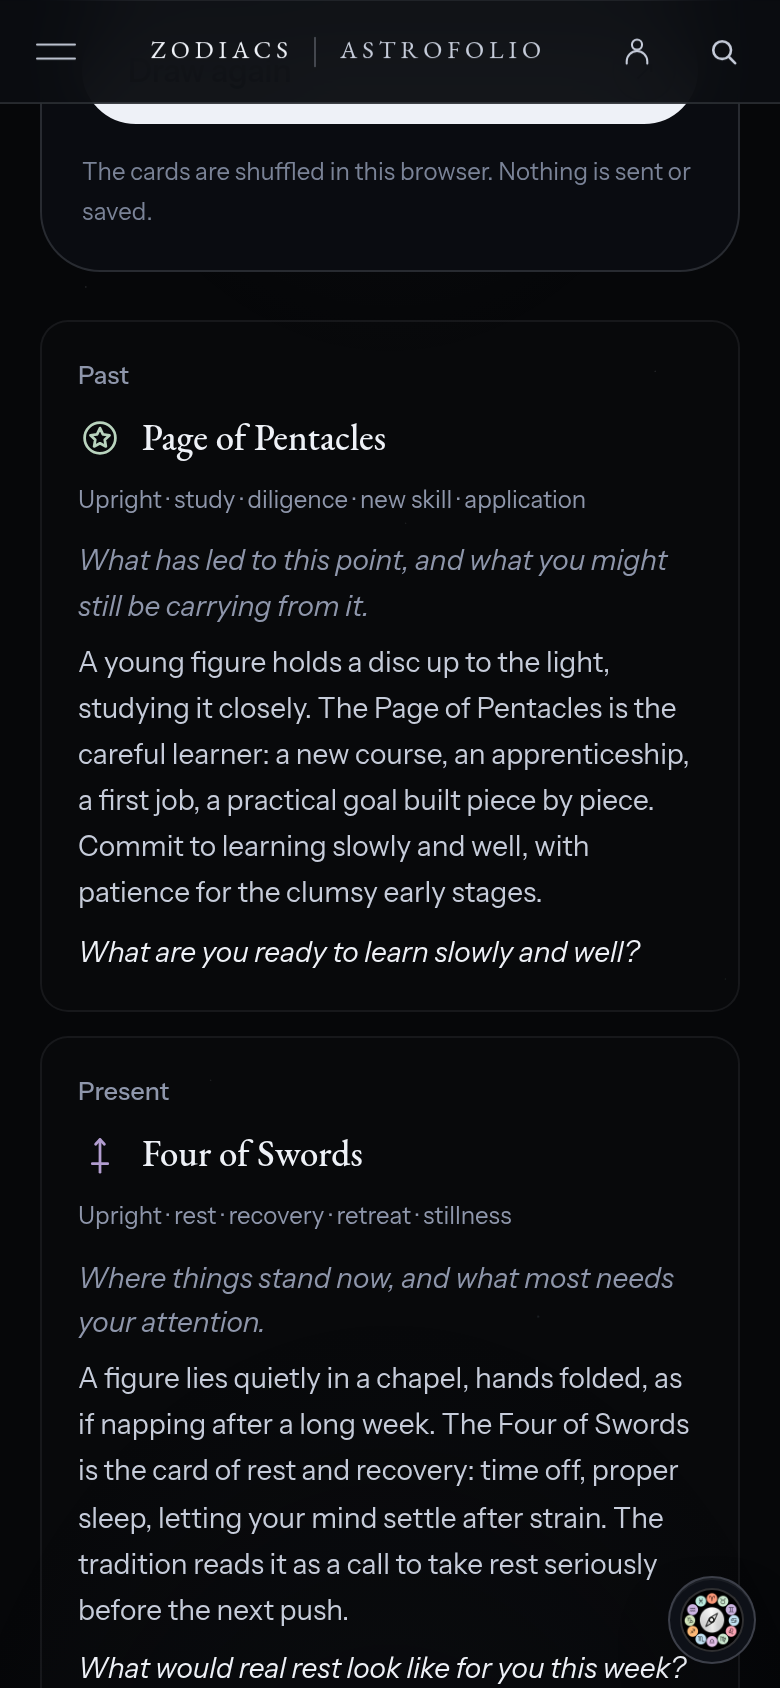 ZODIACS | ASTROFOLIO
Draw again
The cards are shuffled in this browser. Nothing is sent or
saved.
Past
Page of Pentacles
Upright · study · diligence · new skill · application
What has led to this point, and what you might
still be carrying from it.
A young figure holds a disc up to the light,
studying it closely. The Page of Pentacles is the
careful learner: a new course, an apprenticeship,
a first job, a practical goal built piece by piece.
Commit to learning slowly and well, with
patience for the clumsy early stages.
What are you ready to learn slowly and well?
Present
Four of Swords
Upright · rest · recovery · retreat · stillness
Where things stand now, and what most needs
your attention.
A figure lies quietly in a chapel, hands folded, as
if napping after a long week. The Four of Swords
is the card of rest and recovery: time off, proper
sleep, letting your mind settle after strain. The
tradition reads it as a call to take rest seriously
before the next push.
What would real rest look like for you this week?